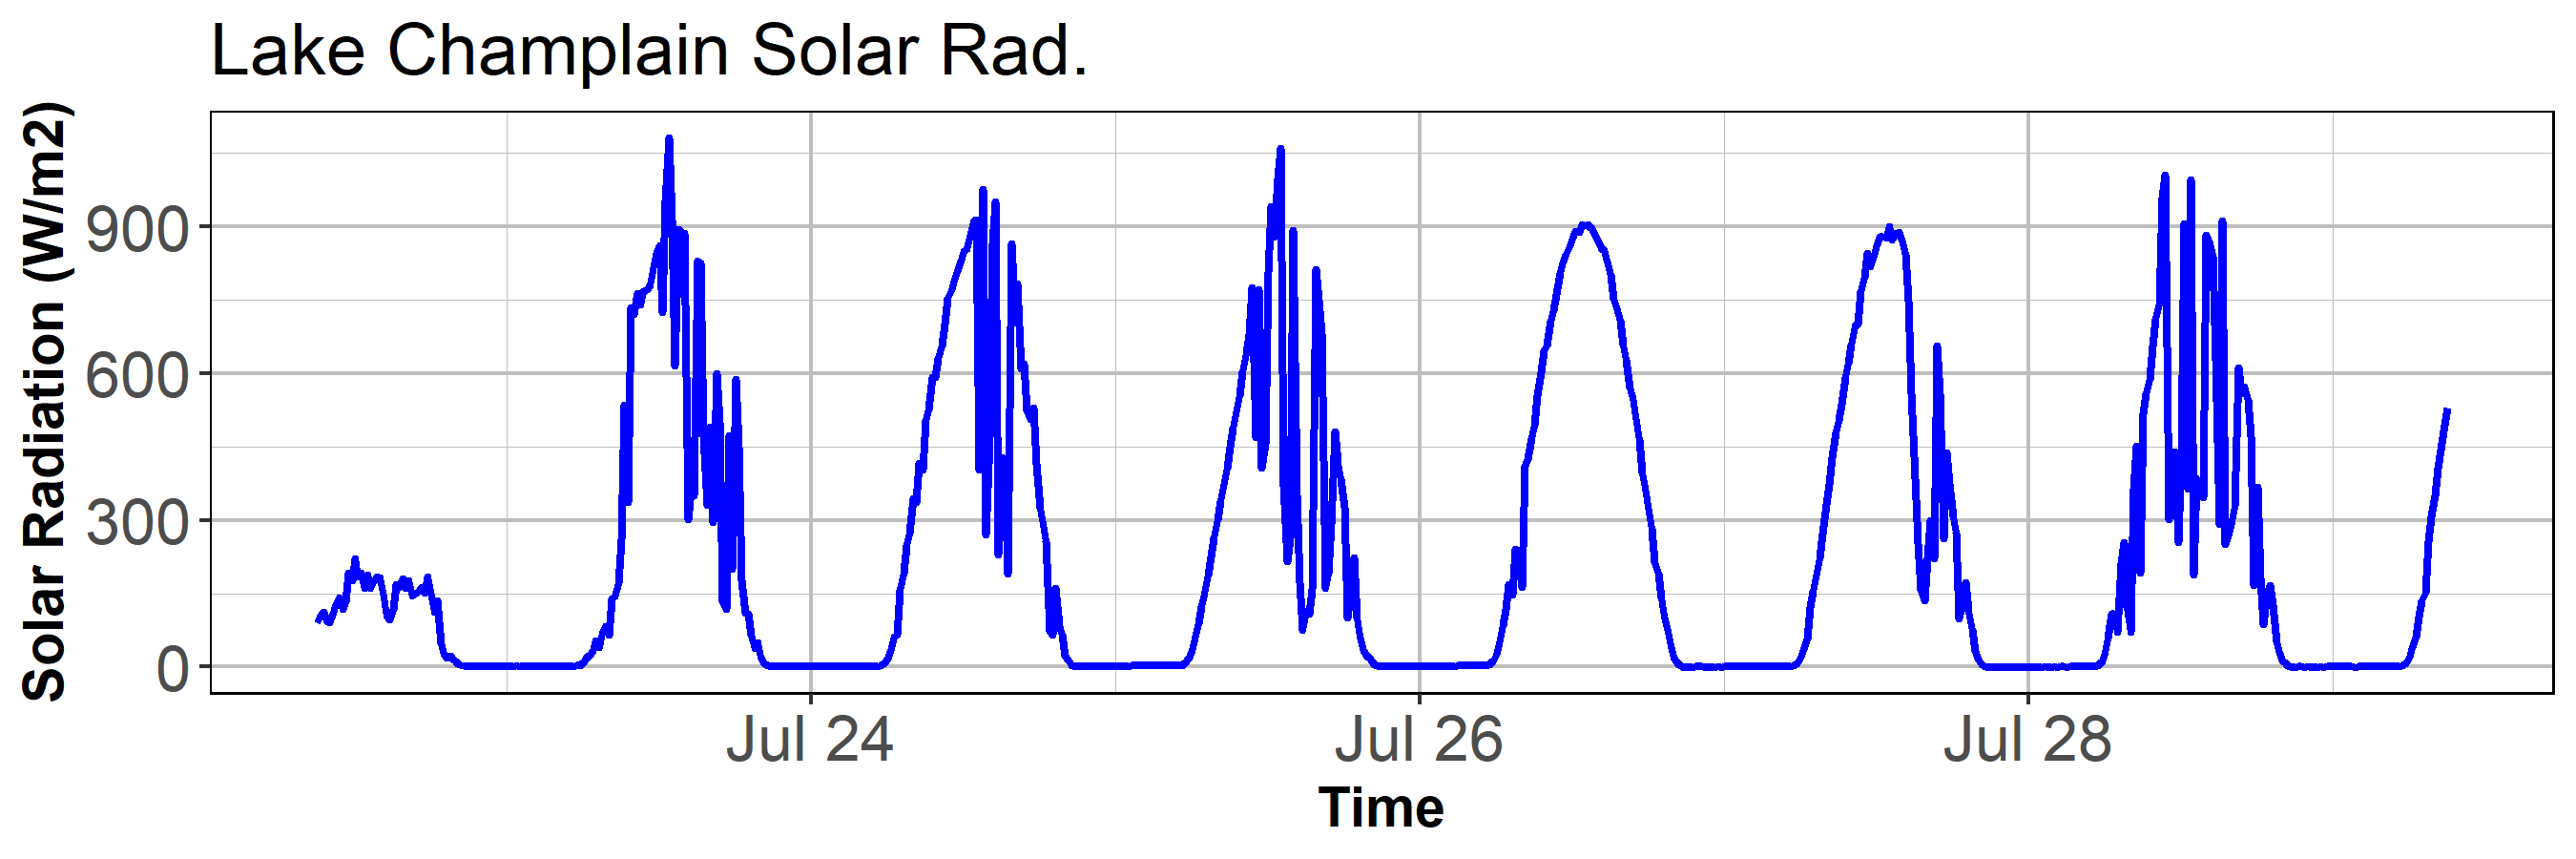 Lake Champlain Solar Rad.
Solar Radiation (W/m2)
900
600
300
0
Jul 24 Jul 26 Jul 28
Time